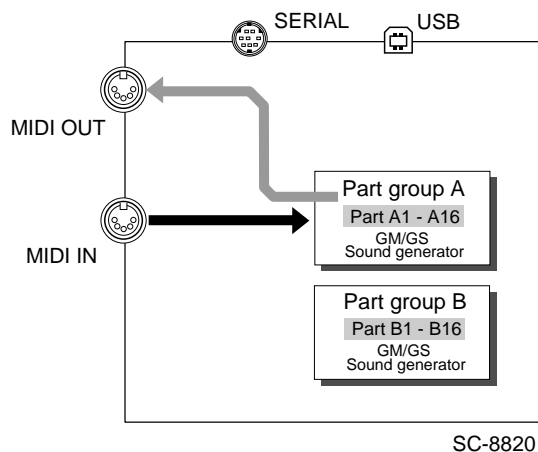 SERIAL
USB
MIDI OUT
MIDI IN
Part group A
Part A1 - A16
GM/GS
Sound generator
Part group B
Part B1 - B16
GM/GS
Sound generator
SC-8820